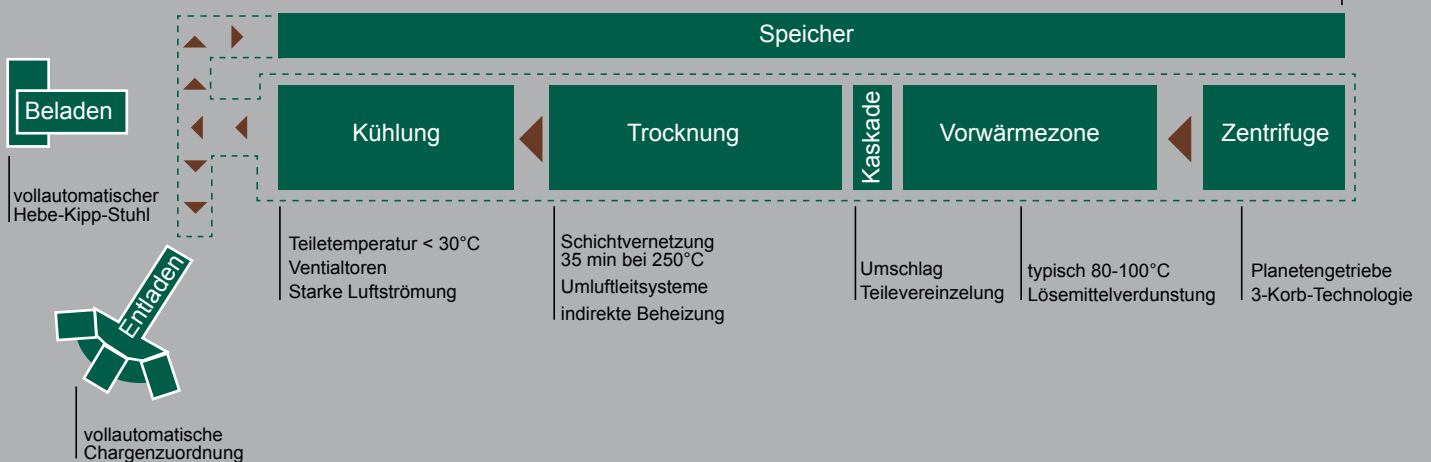 Speicher
Beladen
Kühlung
Trocknung
Kaskade
Vorwärmezone
Zentrifuge
vollautomatischer
Hebe-Kipp-Stuhl
Teiletemperatur < 30°C
Ventialtoren
Starke Luftströmung
Schichtvernetzung
35 min bei 250°C
Umluftleitsysteme
indirekte Beheizung
Umschlag
Teilevereinzelung
typisch 80-100°C
Lösemittelverdunstung
Planetengetriebe
3-Korb-Technologie
Entladen
vollautomatische
Chargenzuordnung